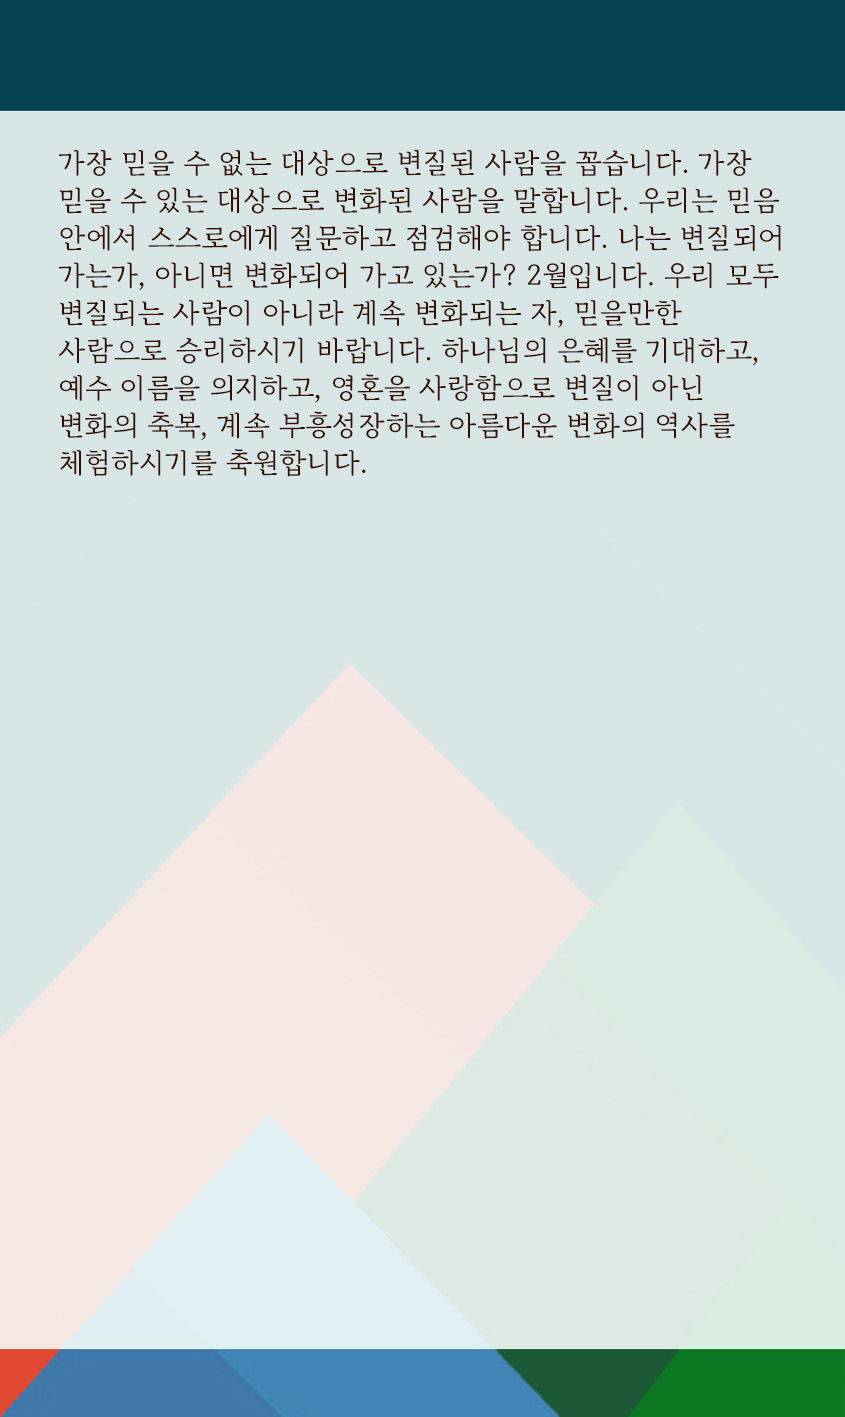 가장 믿을 수 없는 대상으로 변질된 사람을 꼽습니다. 가장
믿을 수 있는 대상으로 변화된 사람을 말합니다. 우리는 믿음
안에서 스스로에게 질문하고 점검해야 합니다. 나는 변질되어
가는가, 아니면 변화되어 가고 있는가? 2월입니다. 우리 모두
변질되는 사람이 아니라 계속 변화되는 자, 믿을만한
사람으로 승리하시기 바랍니다. 하나님의 은혜를 기대하고,
예수 이름을 의지하고, 영혼을 사랑함으로 변질이 아닌
변화의 축복, 계속 부흥성장하는 아름다운 변화의 역사를
체험하시기를 축원합니다.